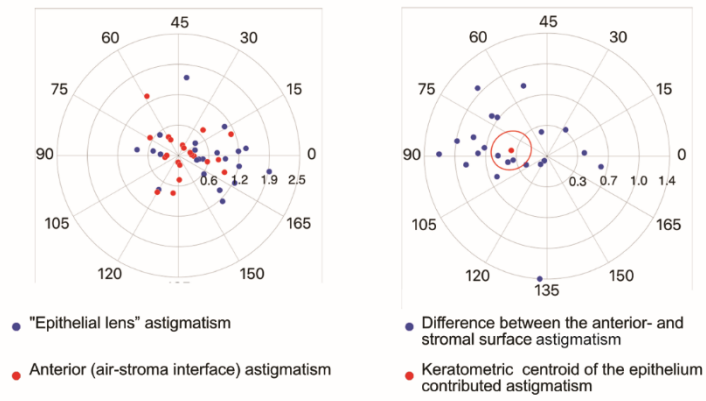 45
60
30
75
15
90
0
0.6 1.2 1.9 2.5
105
165
120
150
"Epithelial lens” astigmatism
Anterior (air-stroma interface) astigmatism
45
60
30
75
15
90
0
0.3 0.7 1.0 1.4
105
165
120
150
135
Difference between the anterior- and
stromal surface astigmatism
Keratometric centroid of the epithelium
contributed astigmatism